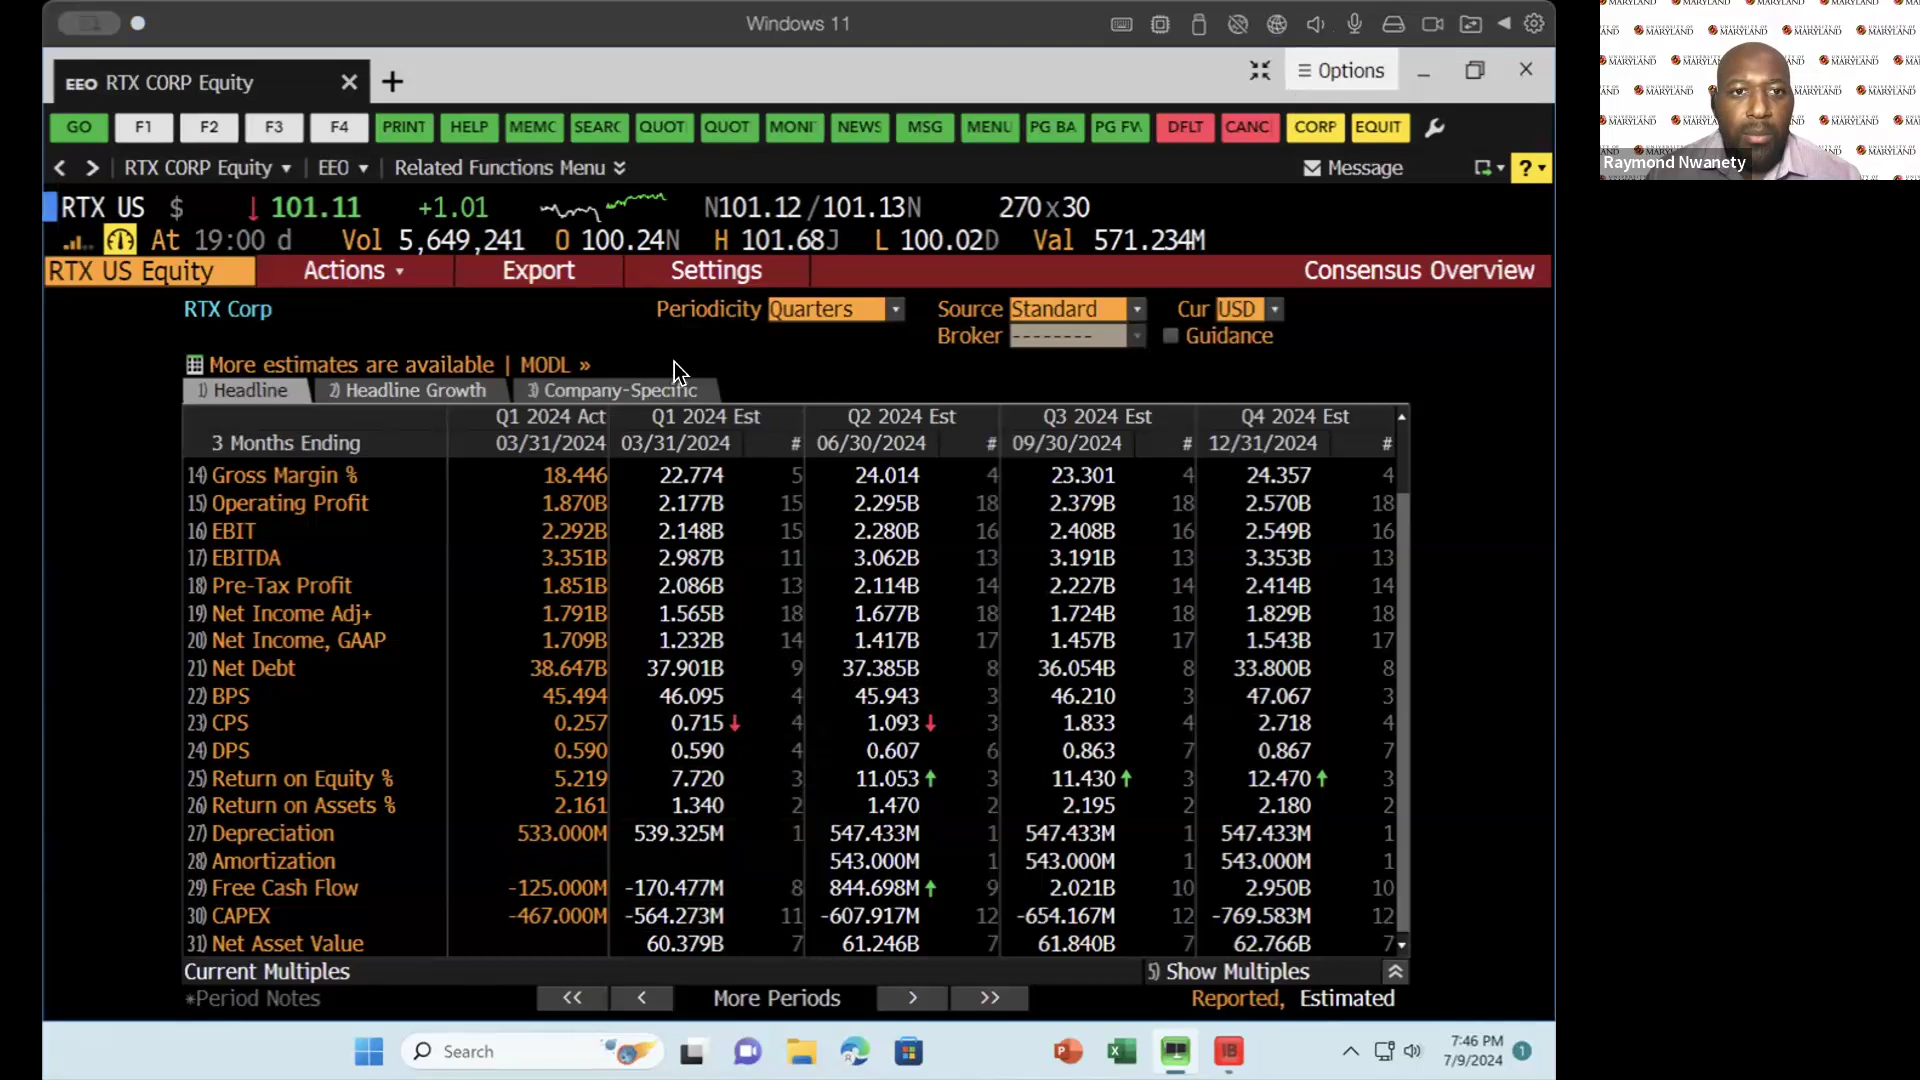 Windows 11
EEO RTX CORP Equity
Options
GO F1 F2 F3 F4 PRINT HELP MEMC SEARC QUOT QUOT MONI NEWS MSG MENU PG BA PG FW DFLT CANC CORP EQUIT
RTX CORP Equity EEO Related Functions Menu Message
RTX US $ ↓ 101.11 +1.01 N101.12 /101.13N 270 x 30
At 19:00 d Vol 5,649,241 O 100.24N H 101.68J L 100.02D Val 571.234M
RTX US Equity Actions Export Settings Consensus Overview
RTX Corp Periodicity Quarters Source Standard Cur USD
Broker -------- Guidance
More estimates are available | MODL »
1) Headline 2) Headline Growth 3) Company-Specific
Q1 2024 Act Q1 2024 Est Q2 2024 Est Q3 2024 Est Q4 2024 Est
3 Months Ending 03/31/2024 03/31/2024 # 06/30/2024 # 09/30/2024 # 12/31/2024 #
14) Gross Margin % 18.446 22.774 5 24.014 4 23.301 4 24.357 4
15) Operating Profit 1.870B 2.177B 15 2.295B 18 2.379B 18 2.570B 18
16) EBIT 2.292B 2.148B 15 2.280B 16 2.408B 16 2.549B 16
17) EBITDA 3.351B 2.987B 11 3.062B 13 3.191B 13 3.353B 13
18) Pre-Tax Profit 1.851B 2.086B 13 2.114B 14 2.227B 14 2.414B 14
19) Net Income Adj+ 1.791B 1.565B 18 1.677B 18 1.724B 18 1.829B 18
20) Net Income, GAAP 1.709B 1.232B 14 1.417B 17 1.457B 17 1.543B 17
21) Net Debt 38.647B 37.901B 9 37.385B 8 36.054B 8 33.800B 8
22) BPS 45.494 46.095 4 45.943 3 46.210 3 47.067 3
23) CPS 0.257 0.715 ↓ 4 1.093 ↓ 3 1.833 4 2.718 4
24) DPS 0.590 0.590 4 0.607 6 0.863 7 0.867 7
25) Return on Equity % 5.219 7.720 3 11.053 ↑ 3 11.430 ↑ 3 12.470 ↑ 3
26) Return on Assets % 2.161 1.340 2 1.470 2 2.195 2 2.180 2
27) Depreciation 533.000M 539.325M 1 547.433M 1 547.433M 1 547.433M 1
28) Amortization 543.000M 1 543.000M 1 543.000M 1
29) Free Cash Flow -125.000M -170.477M 8 844.698M ↑ 9 2.021B 10 2.950B 10
30) CAPEX -467.000M -564.273M 11 -607.917M 12 -654.167M 12 -769.583M 12
31) Net Asset Value 60.379B 7 61.246B 7 61.840B 7 62.766B 7
Current Multiples 5) Show Multiples
*Period Notes << < More Periods > >> Reported, Estimated
Search
7:46 PM
7/9/2024 1
UNIVERSITY OF MARYLAND
Raymond Nwanety